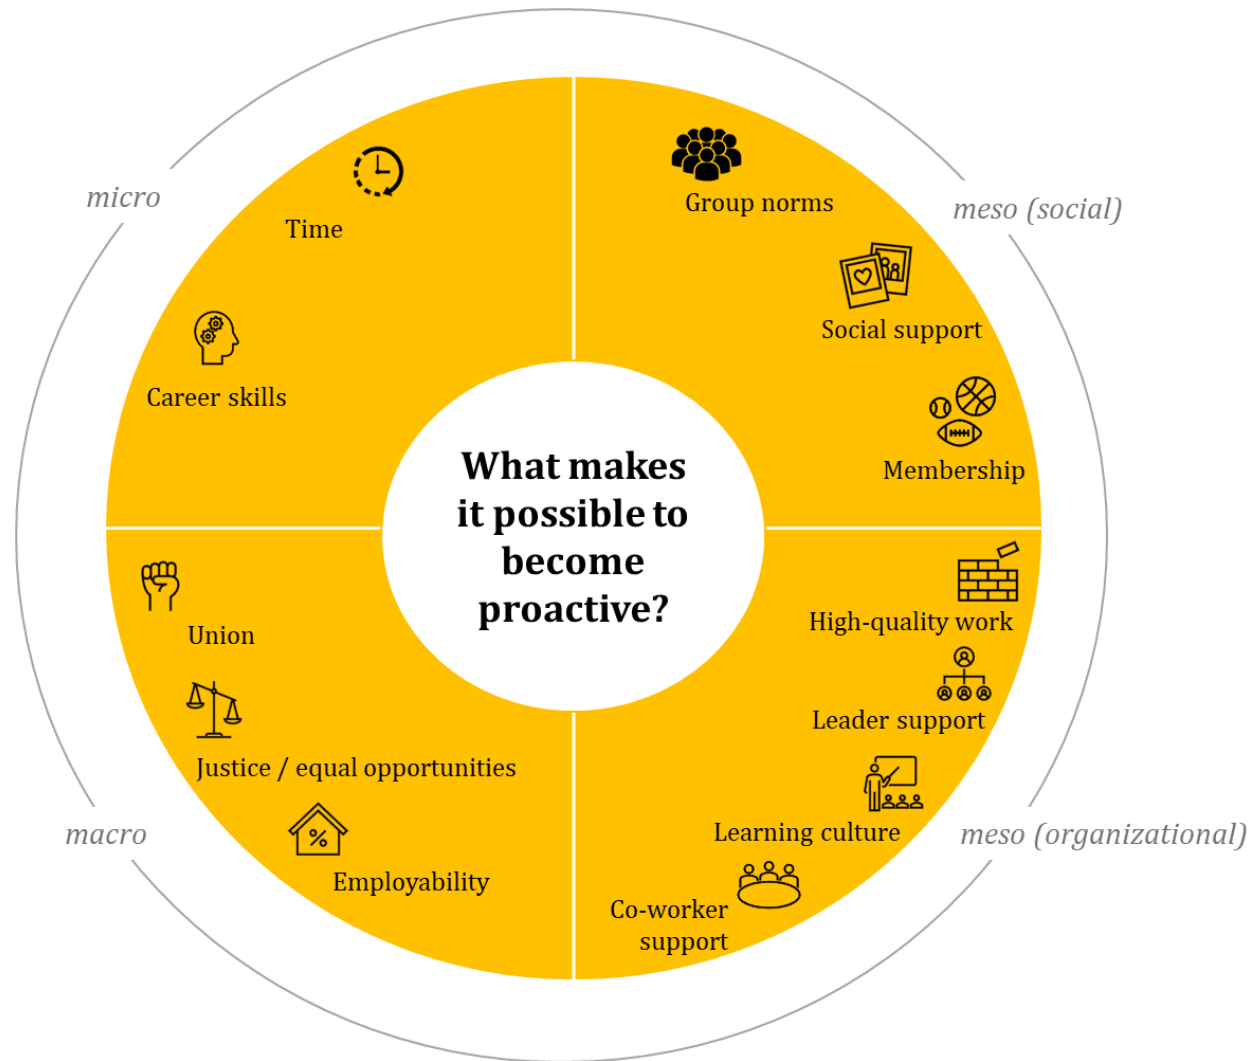 micro
Time
Career skills
meso (social)
Group norms
Social support
Membership
What makes
it possible to
become
proactive?
Union
Justice / equal opportunities
Employability
macro
High-quality work
Leader support
Learning culture
Co-worker
support
meso (organizational)
%